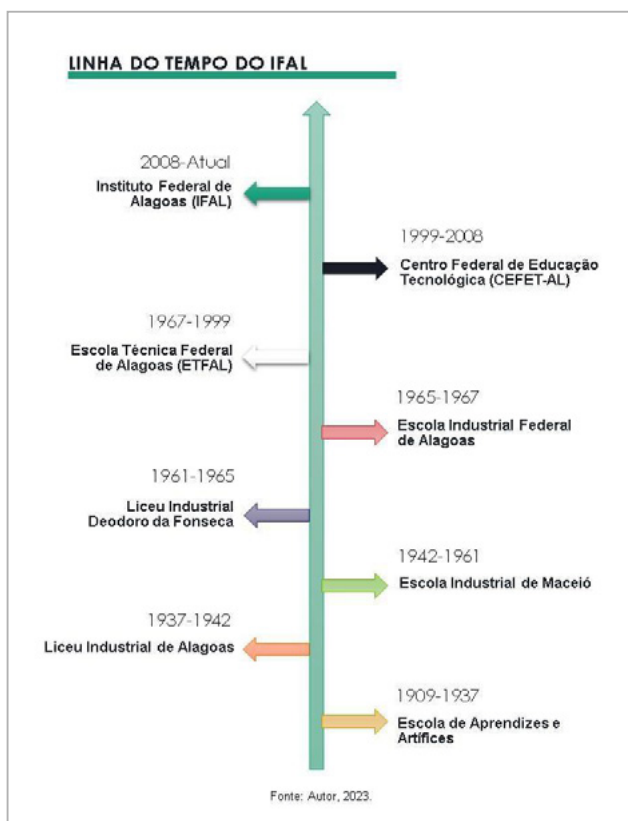 LINHA DO TEMPO DO IFAL
2008-Atual
Instituto Federal de
Alagoas (IFAL)
1999-2008
Centro Federal de Educação
Tecnológica (CEFET-AL)
1967-1999
Escola Técnica Federal
de Alagoas (ETFAL)
1965-1967
Escola Industrial Federal
de Alagoas
1961-1965
Liceu Industrial
Deodoro da Fonseca
1942-1961
Escola Industrial de Maceió
1937-1942
Liceu Industrial de Alagoas
1909-1937
Escola de Aprendizes e
Artífices
Fonte: Autor, 2023.